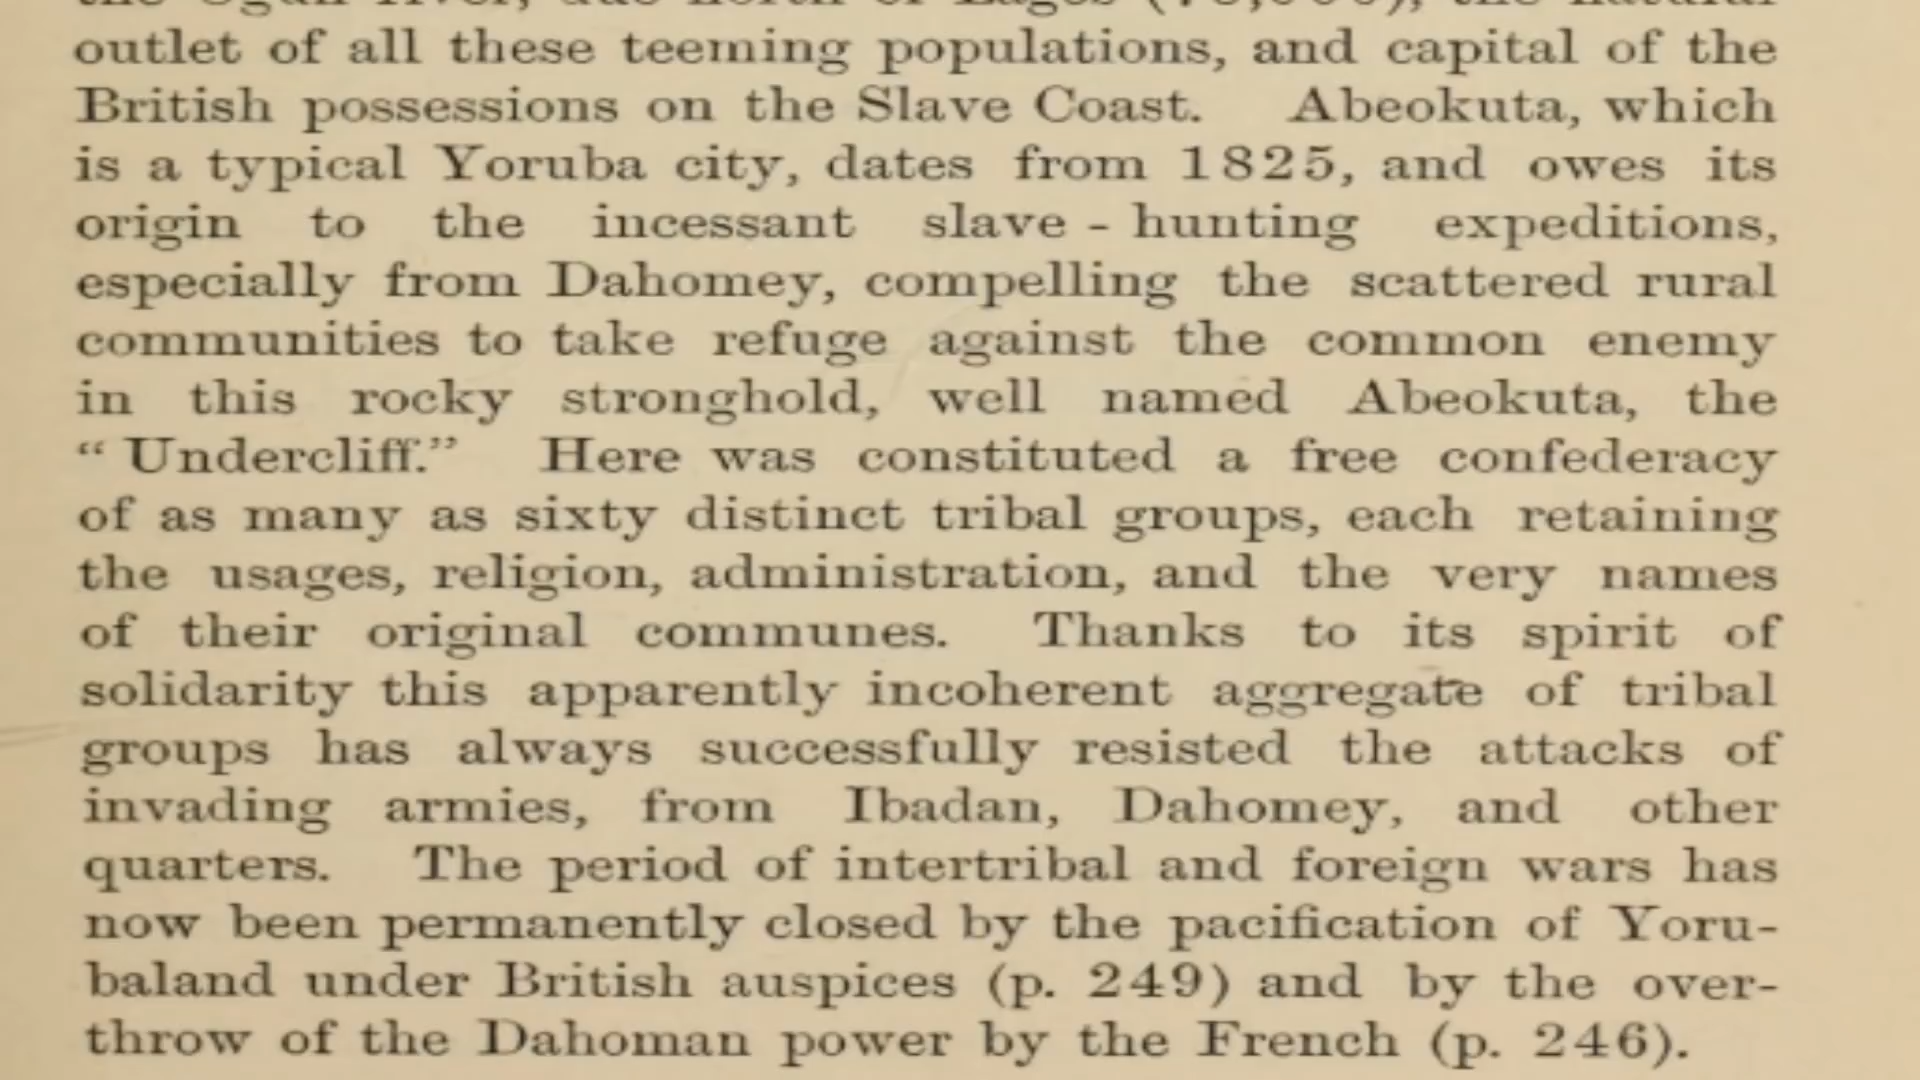 the Ogun river, due north of Lagos
outlet of all these teeming populations, and capital of the
British possessions on the Slave Coast. Abeokuta, which
is a typical Yoruba city, dates from 1825, and owes its
origin to the incessant slave - hunting expeditions,
especially from Dahomey, compelling the scattered rural
communities to take refuge against the common enemy
in this rocky stronghold, well named Abeokuta, the
“Undercliff.” Here was constituted a free confederacy
of as many as sixty distinct tribal groups, each retaining
the usages, religion, administration, and the very names
of their original communes. Thanks to its spirit of
solidarity this apparently incoherent aggregate of tribal
groups has always successfully resisted the attacks of
invading armies, from Ibadan, Dahomey, and other
quarters. The period of intertribal and foreign wars has
now been permanently closed by the pacification of Yoru-
baland under British auspices (p. 249) and by the over-
throw of the Dahoman power by the French (p. 246).